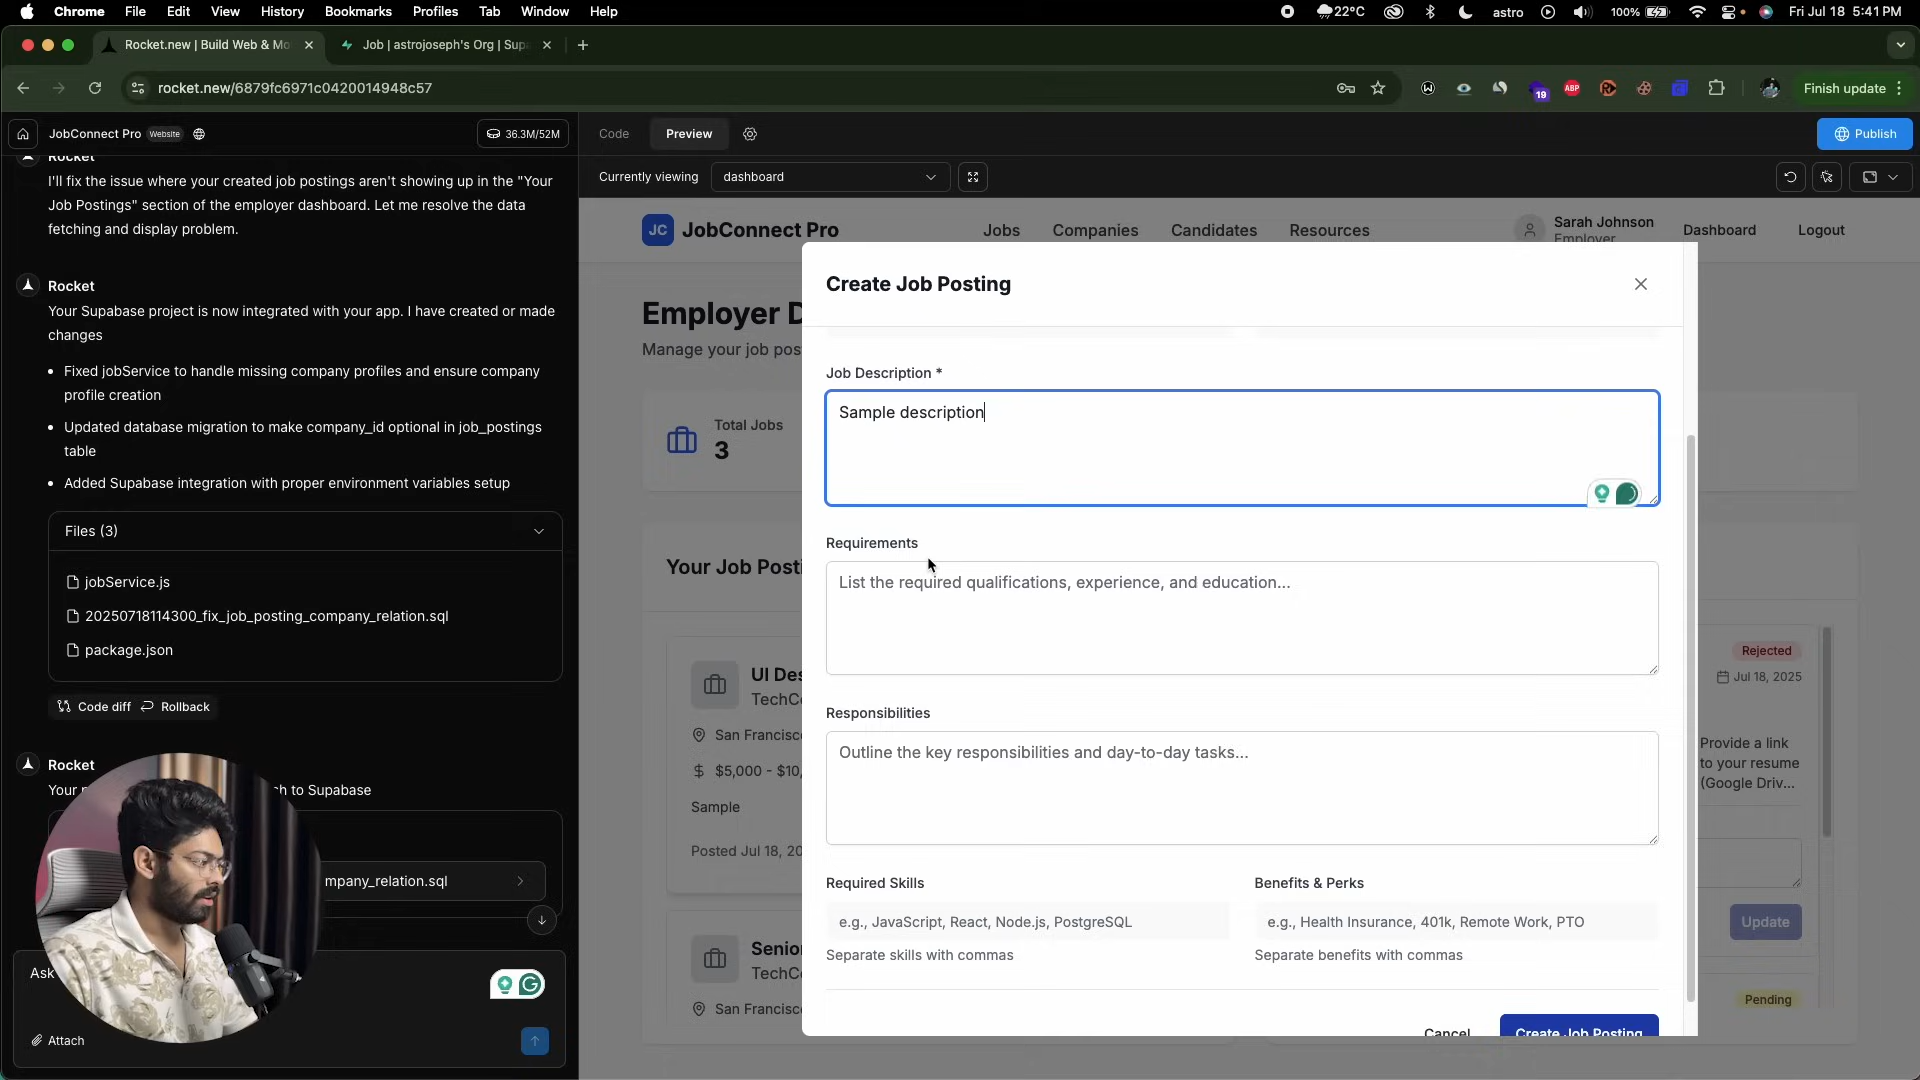 Chrome File Edit View History Bookmarks Profiles Tab Window Help
22°C astro 100% Fri Jul 18 5:41 PM
Rocket.new | Build Web & Mo
Job | astrojoseph's Org | Sup
rocket.new/6879fc6971c0420014948c57
19 ABP Finish update
JobConnect Pro Website 36.3M/52M
Code Preview Publish
Currently viewing dashboard
Rocket
I'll fix the issue where your created job postings aren't showing up in the "Your
Job Postings" section of the employer dashboard. Let me resolve the data
fetching and display problem.
Rocket
Your Supabase project is now integrated with your app. I have created or made
changes
• Fixed jobService to handle missing company profiles and ensure company
profile creation
• Updated database migration to make company_id optional in job_postings
table
• Added Supabase integration with proper environment variables setup
Files (3)
jobService.js
20250718114300_fix_job_posting_company_relation.sql
package.json
Code diff Rollback
Rocket
Your h to Supabase
mpany_relation.sql
Ask
Attach
JC JobConnect Pro Jobs Companies Candidates Resources
Sarah Johnson
Employer
Dashboard Logout
Employer D
Manage your job pos
Total Jobs
3
Your Job Posti
UI Des
TechCo
San Francisco
$5,000 - $10,
Sample
Posted Jul 18, 20
Senio
TechCo
San Francisco
Create Job Posting
Job Description *
Sample description
Requirements
List the required qualifications, experience, and education...
Responsibilities
Outline the key responsibilities and day-to-day tasks...
Required Skills
e.g., JavaScript, React, Node.js, PostgreSQL
Separate skills with commas
Benefits & Perks
e.g., Health Insurance, 401k, Remote Work, PTO
Separate benefits with commas
Cancel Create Job Posting
Rejected
Jul 18, 2025
Provide a link
to your resume
(Google Driv...
Update
Pending